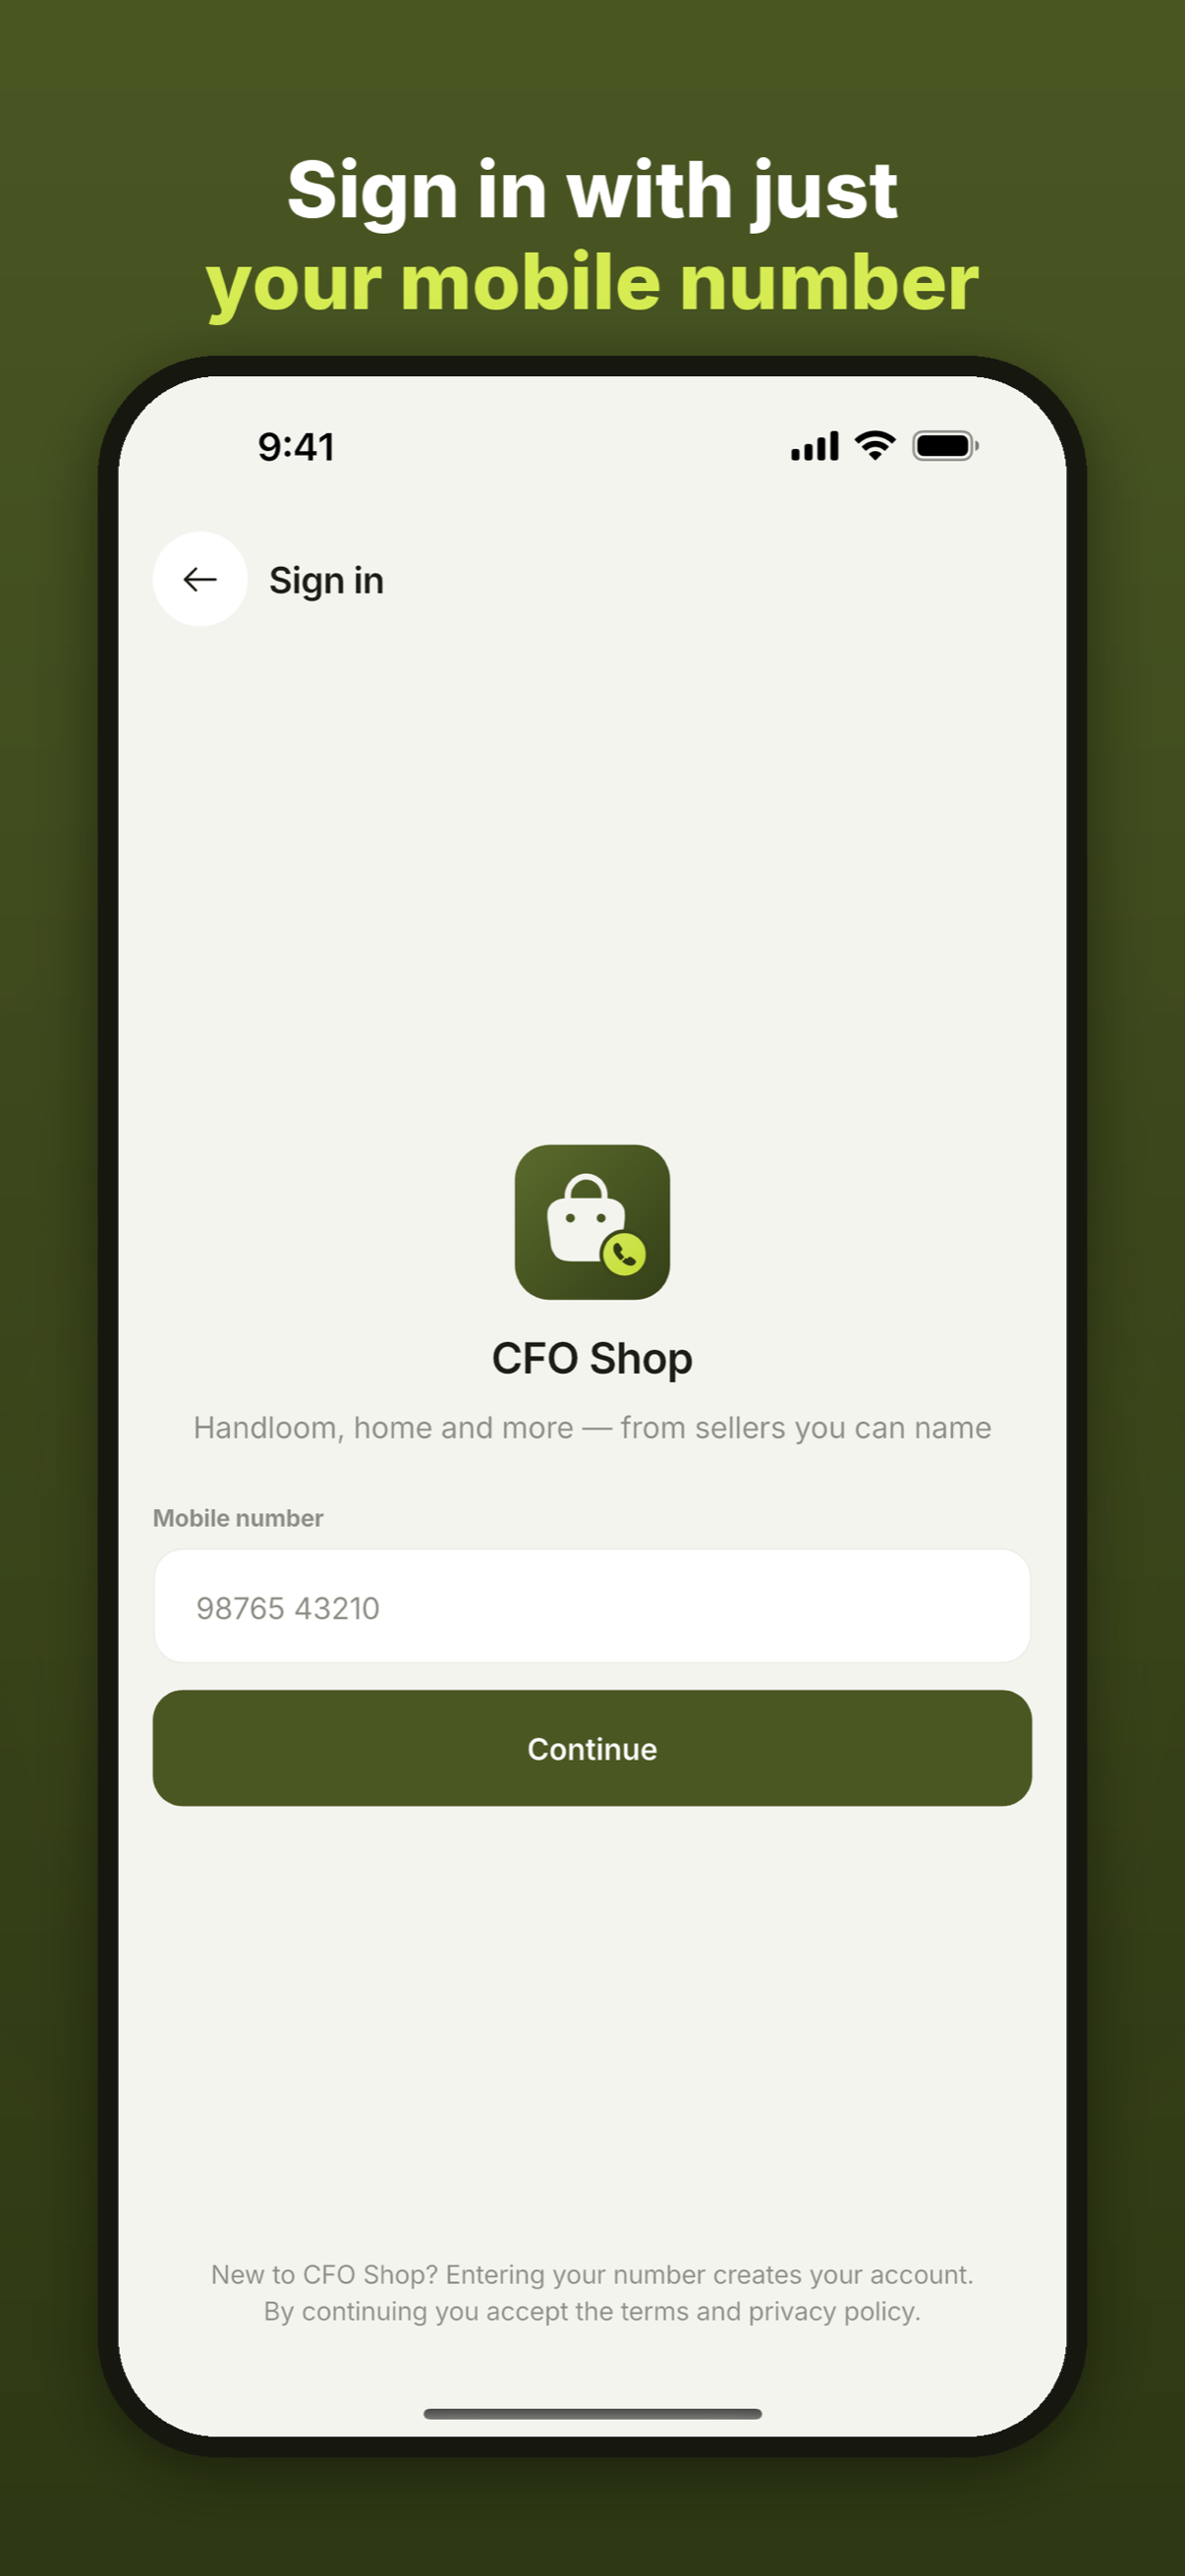 Sign in with just
your mobile number
9:41
Sign in
CFO Shop
Handloom, home and more — from sellers you can name
Mobile number
98765 43210
Continue
New to CFO Shop? Entering your number creates your account.
By continuing you accept the terms and privacy policy.